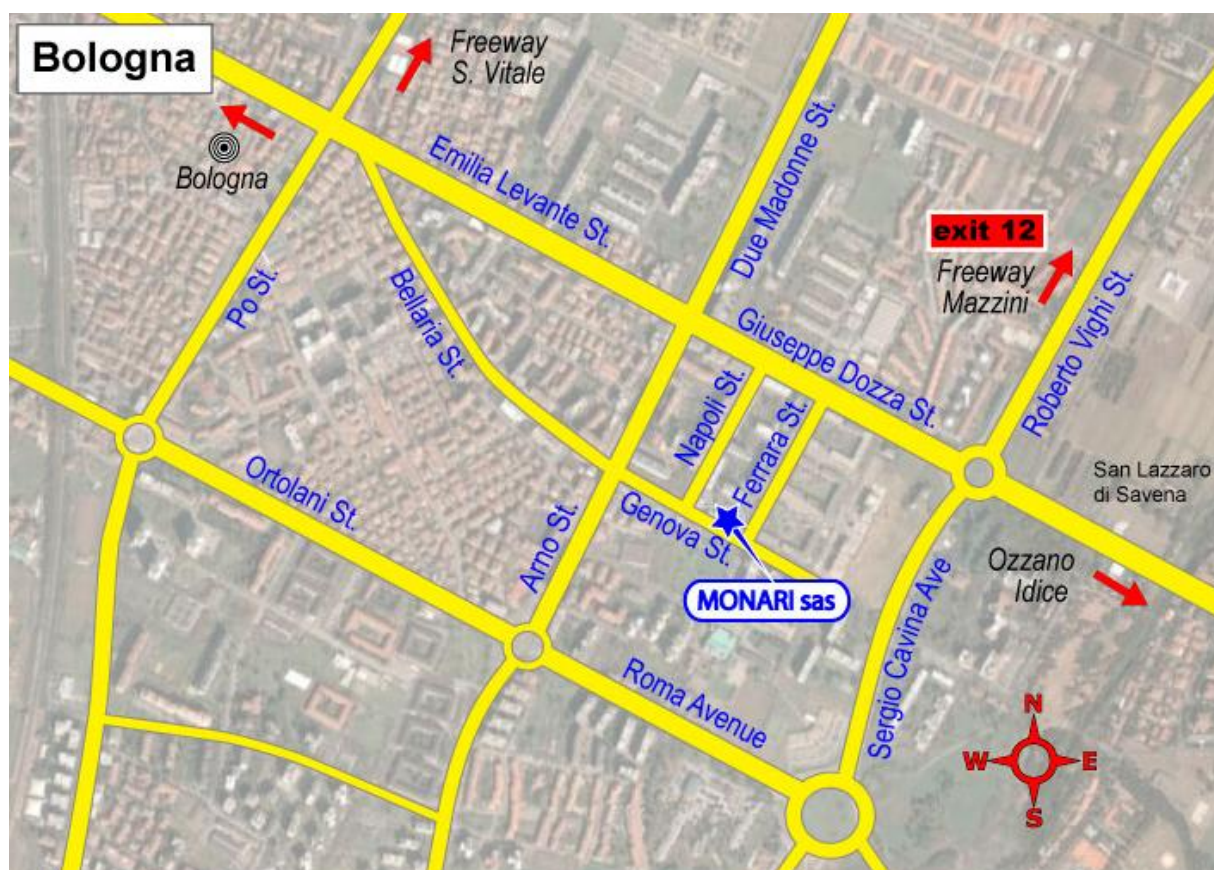 Bologna
Freeway
S. Vitale
Bologna
Emilia Levante St.
Due Madonne St.
exit 12
Freeway
Mazzini
Po St.
Bellaria St.
Giuseppe Dozza St.
Roberto Vighi St.
Napoli St.
Ferrara St.
San Lazzaro
di Savena
Ortolani St.
Arno St.
Genova St.
MONARI sas
Ozzano
Idice
Sergio Cavina Ave
Roma Avenue
N
W
E
S